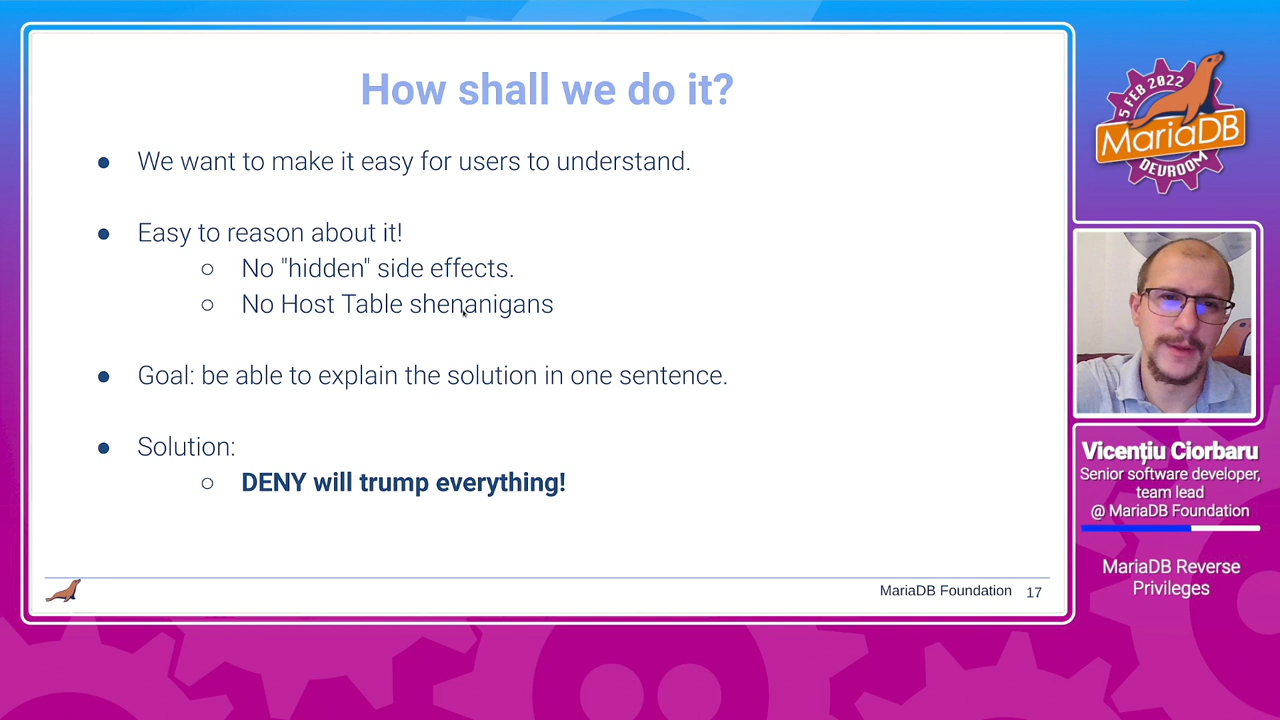 How shall we do it?
● We want to make it easy for users to understand.
● Easy to reason about it!
○ No "hidden" side effects.
○ No Host Table shenanigans
● Goal: be able to explain the solution in one sentence.
● Solution:
○ DENY will trump everything!
MariaDB Foundation 17
5 FEB 2022
MariaDB
DEVROOM
Vicențiu Ciorbaru
Senior software developer,
team lead
@ MariaDB Foundation
MariaDB Reverse
Privileges